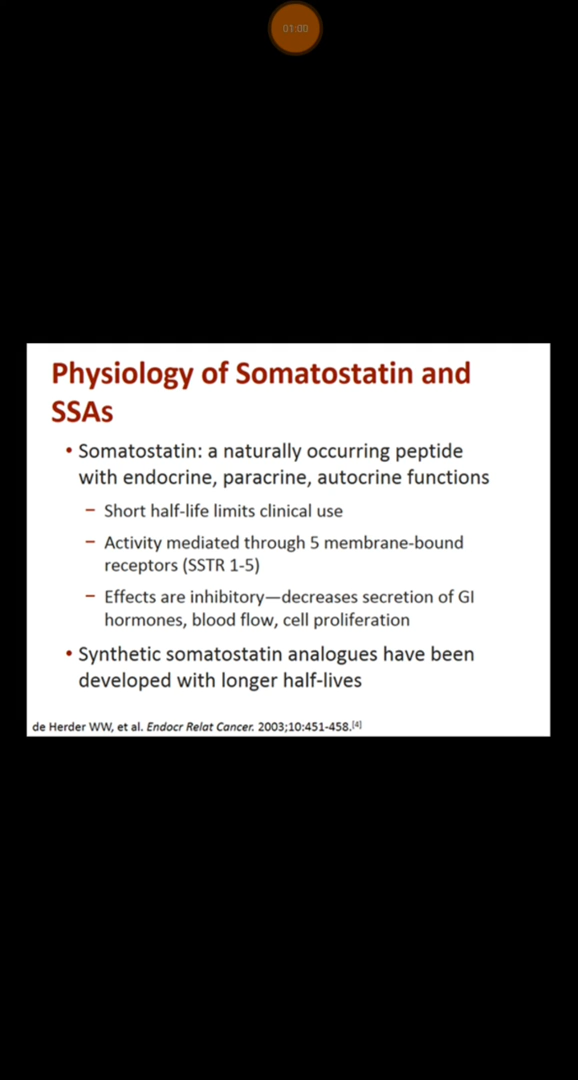 01:00
Physiology of Somatostatin and
SSAs
• Somatostatin: a naturally occurring peptide
with endocrine, paracrine, autocrine functions
– Short half-life limits clinical use
– Activity mediated through 5 membrane-bound
receptors (SSTR 1-5)
– Effects are inhibitory—decreases secretion of GI
hormones, blood flow, cell proliferation
• Synthetic somatostatin analogues have been
developed with longer half-lives
de Herder WW, et al. Endocr Relat Cancer. 2003;10:451-458.[4]